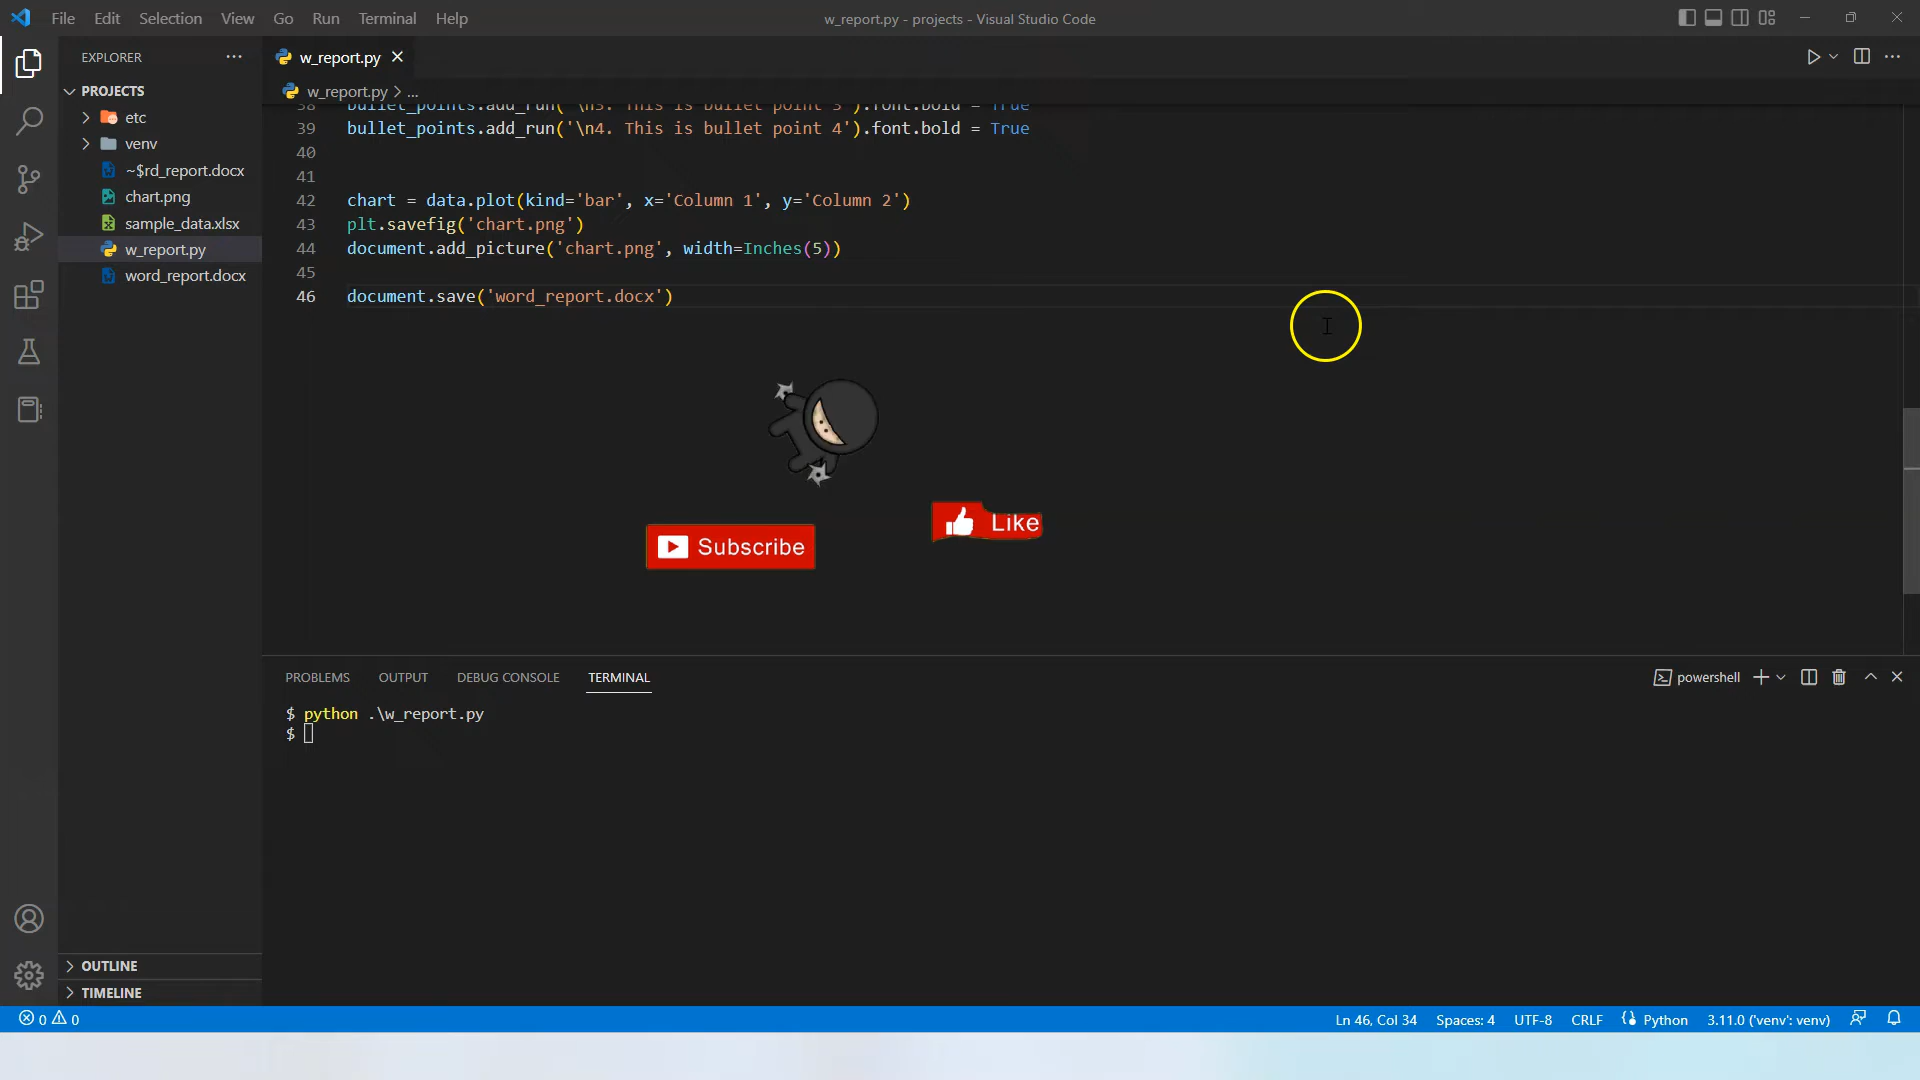 File Edit Selection View Go Run Terminal Help
w_report.py - projects - Visual Studio Code
EXPLORER
PROJECTS
etc
venv
~$rd_report.docx
chart.png
sample_data.xlsx
w_report.py
word_report.docx
OUTLINE
TIMELINE
w_report.py
w_report.py > ...
38 bullet_points.add_run('\n3. This is bullet point 3').font.bold = True
39 bullet_points.add_run('\n4. This is bullet point 4').font.bold = True
40
41
42 chart = data.plot(kind='bar', x='Column 1', y='Column 2')
43 plt.savefig('chart.png')
44 document.add_picture('chart.png', width=Inches(5))
45
46 document.save('word_report.docx')
Subscribe
Like
PROBLEMS OUTPUT DEBUG CONSOLE TERMINAL
powershell
$ python .\w_report.py
$
0 0
Ln 46, Col 34 Spaces: 4 UTF-8 CRLF Python 3.11.0 ('venv': venv)